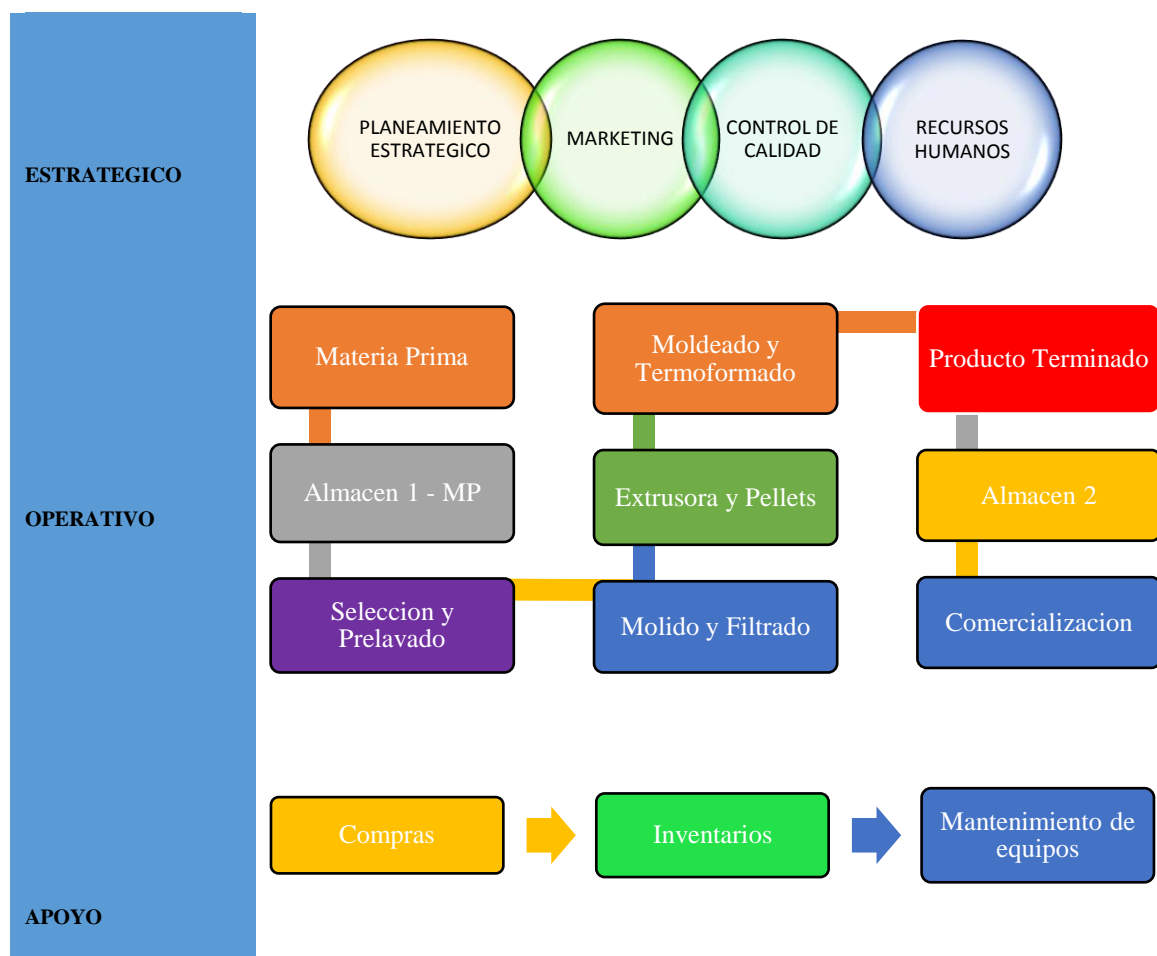 ESTRATEGICO
PLANEAMIENTO
ESTRATEGICO
MARKETING
CONTROL DE
CALIDAD
RECURSOS
HUMANOS
OPERATIVO
Materia Prima
Almacen 1 - MP
Seleccion y
Prelavado
Molido y Filtrado
Extrusora y Pellets
Moldeado y
Termoformado
Producto Terminado
Almacen 2
Comercializacion
APOYO
Compras
Inventarios
Mantenimiento de
equipos